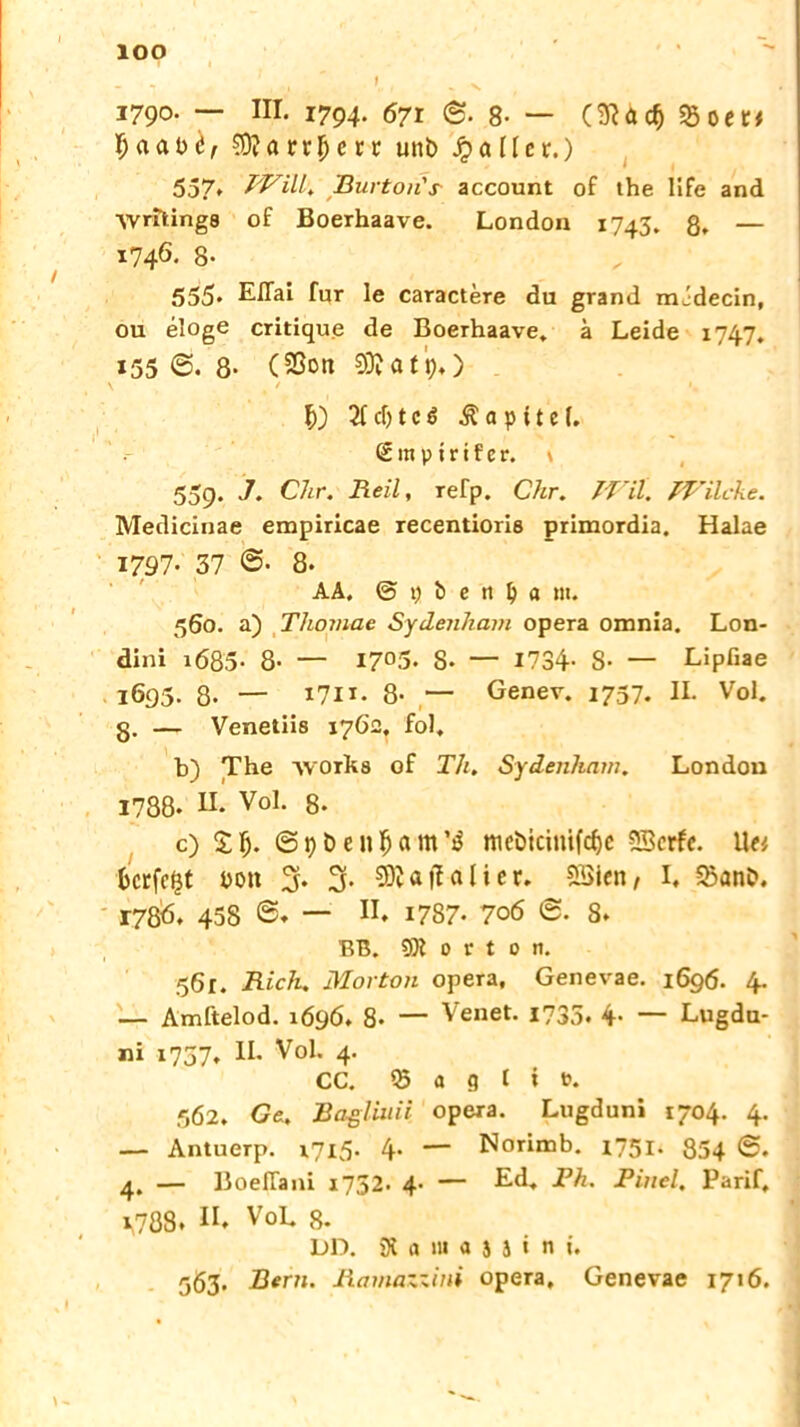 100
1790. — III. 1794. 671 S. 8. — (Nách Boer⸗
haavé, Marrherr und Haller.)
557. Will. Burton's account of the life and
writings of Boerhaave. London 1743. 8. —
1746. 8.
555. Eſſai ſur le caractère du grand médecin,
ou éloge critique de Boerhaave. à Leide 1747.
155 S. 8. (Von Maty.)
h) Achtes Kapitel.
Empiriker.
559. J. Chr. Reil, reſp. Chr. Wil. Wilcke.
Medicinae empiricae recentioris primordia. Halae
1797. 37 S. 8.
AA. Sydenham.
560. a) Thomae Sydenham opera omnia. Lon-
dini 1685. 8. — 1705. 8. — 1734. 8. — Lipſiae
1695. 8. — 1711. 8. — Genev. 1757. II. Vol.
8. — Venetiis 1762. fol.
b) The works of Th. Sydenham. London
1788. II. Vol. 8.
c) Th. Sydenham's medicinische Werke. Ue⸗
bersetzt von J. J. Mastalier. Wien, I. Band.
1786. 458 S. — II. 1787. 706 S. 8.
BB. Morton.
561. Rich. Morton opera, Genevae. 1696. 4.
— Amſtelod. 1696. 8. — Venet. 1733. 4. — Lugdu-
ni 1737. II. Vol. 4.
CC. Bagliv.
562. Ge. Bagliuii opera. Lugduni 1704. 4.
— Antuerp. 1715. 4. — Norimb. 1751. 854 S.
4. — Boeſſani 1732. 4. — Ed. Ph. Pinel. Pariſ.
1788. II. Vol. 8.
DD. Ramazzini.
563. Bern. Ramazzini opera. Genevae 1716.